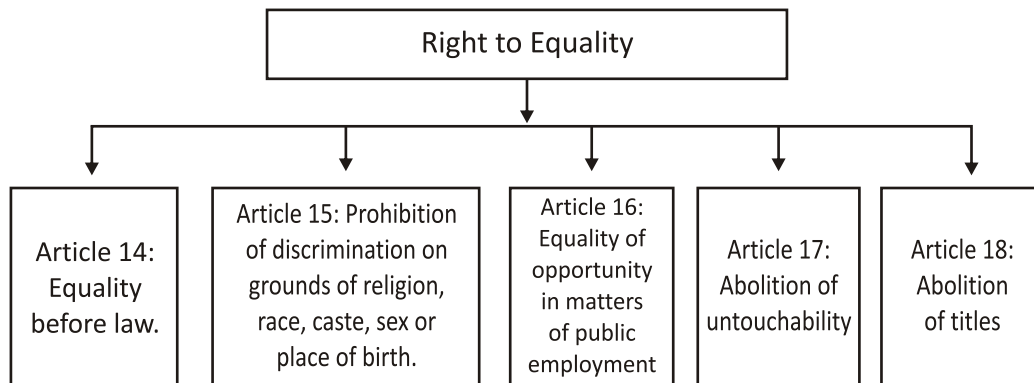 Right to Equality
Article 14:
Equality
before law.
Article 15: Prohibition
of discrimination on
grounds of religion,
race, caste, sex or
place of birth.
Article 16:
Equality of
opportunity
in matters
of public
employment
Article 17:
Abolition of
untouchability
Article 18:
Abolition
of titles